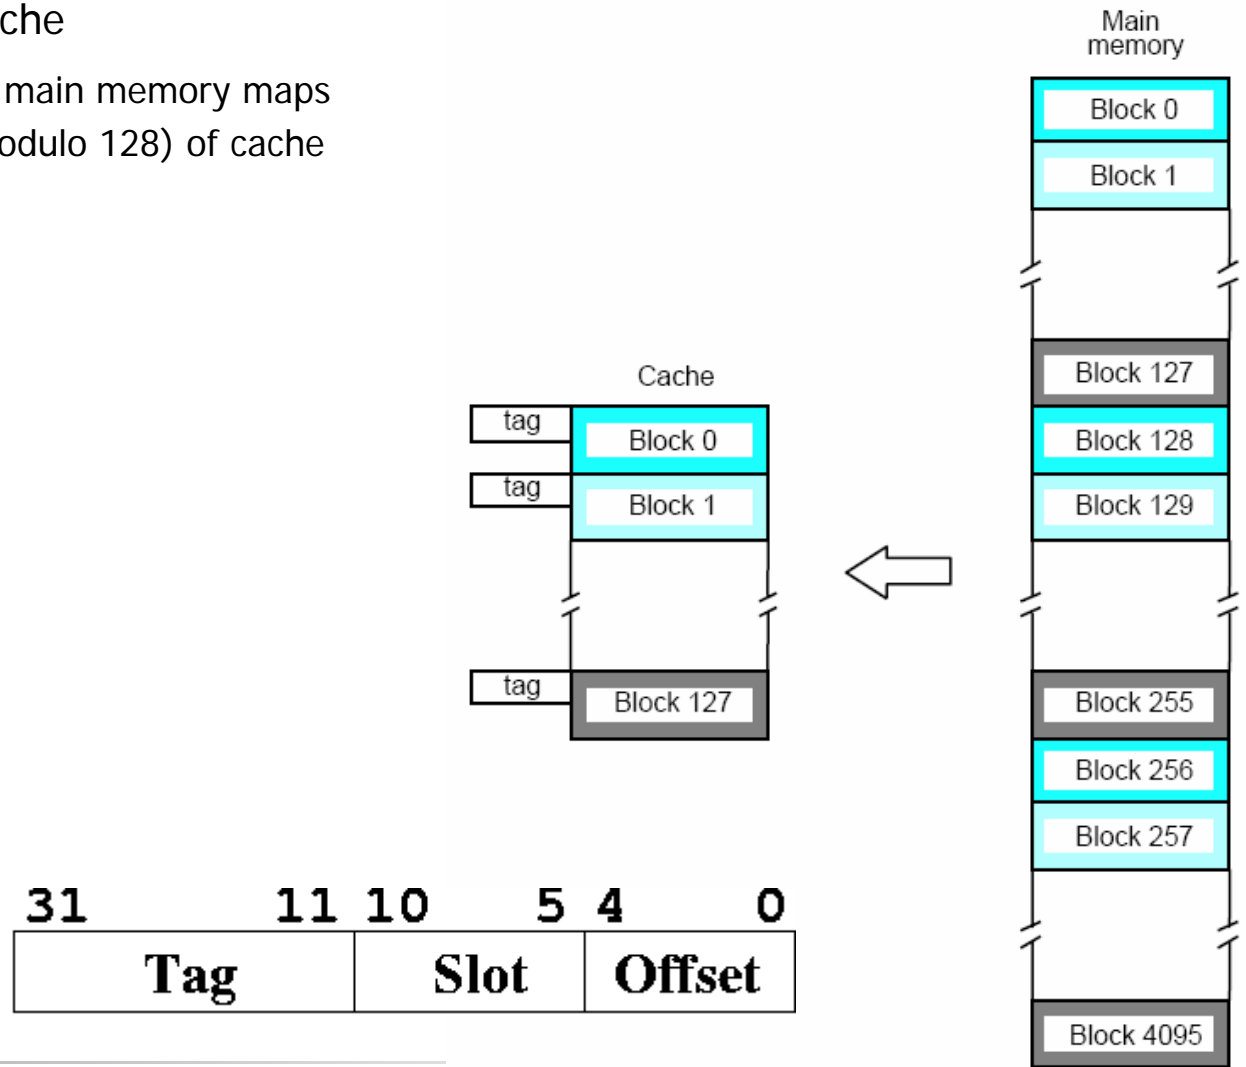 che
main memory maps
odulo 128) of cache
Main
memory
Block 0
Block 1
Block 127
Block 128
Block 129
Block 255
Block 256
Block 257
Block 4095
Cache
tag
Block 0
tag
Block 1
tag
Block 127
31 11 10 5 4 0
Tag Slot Offset